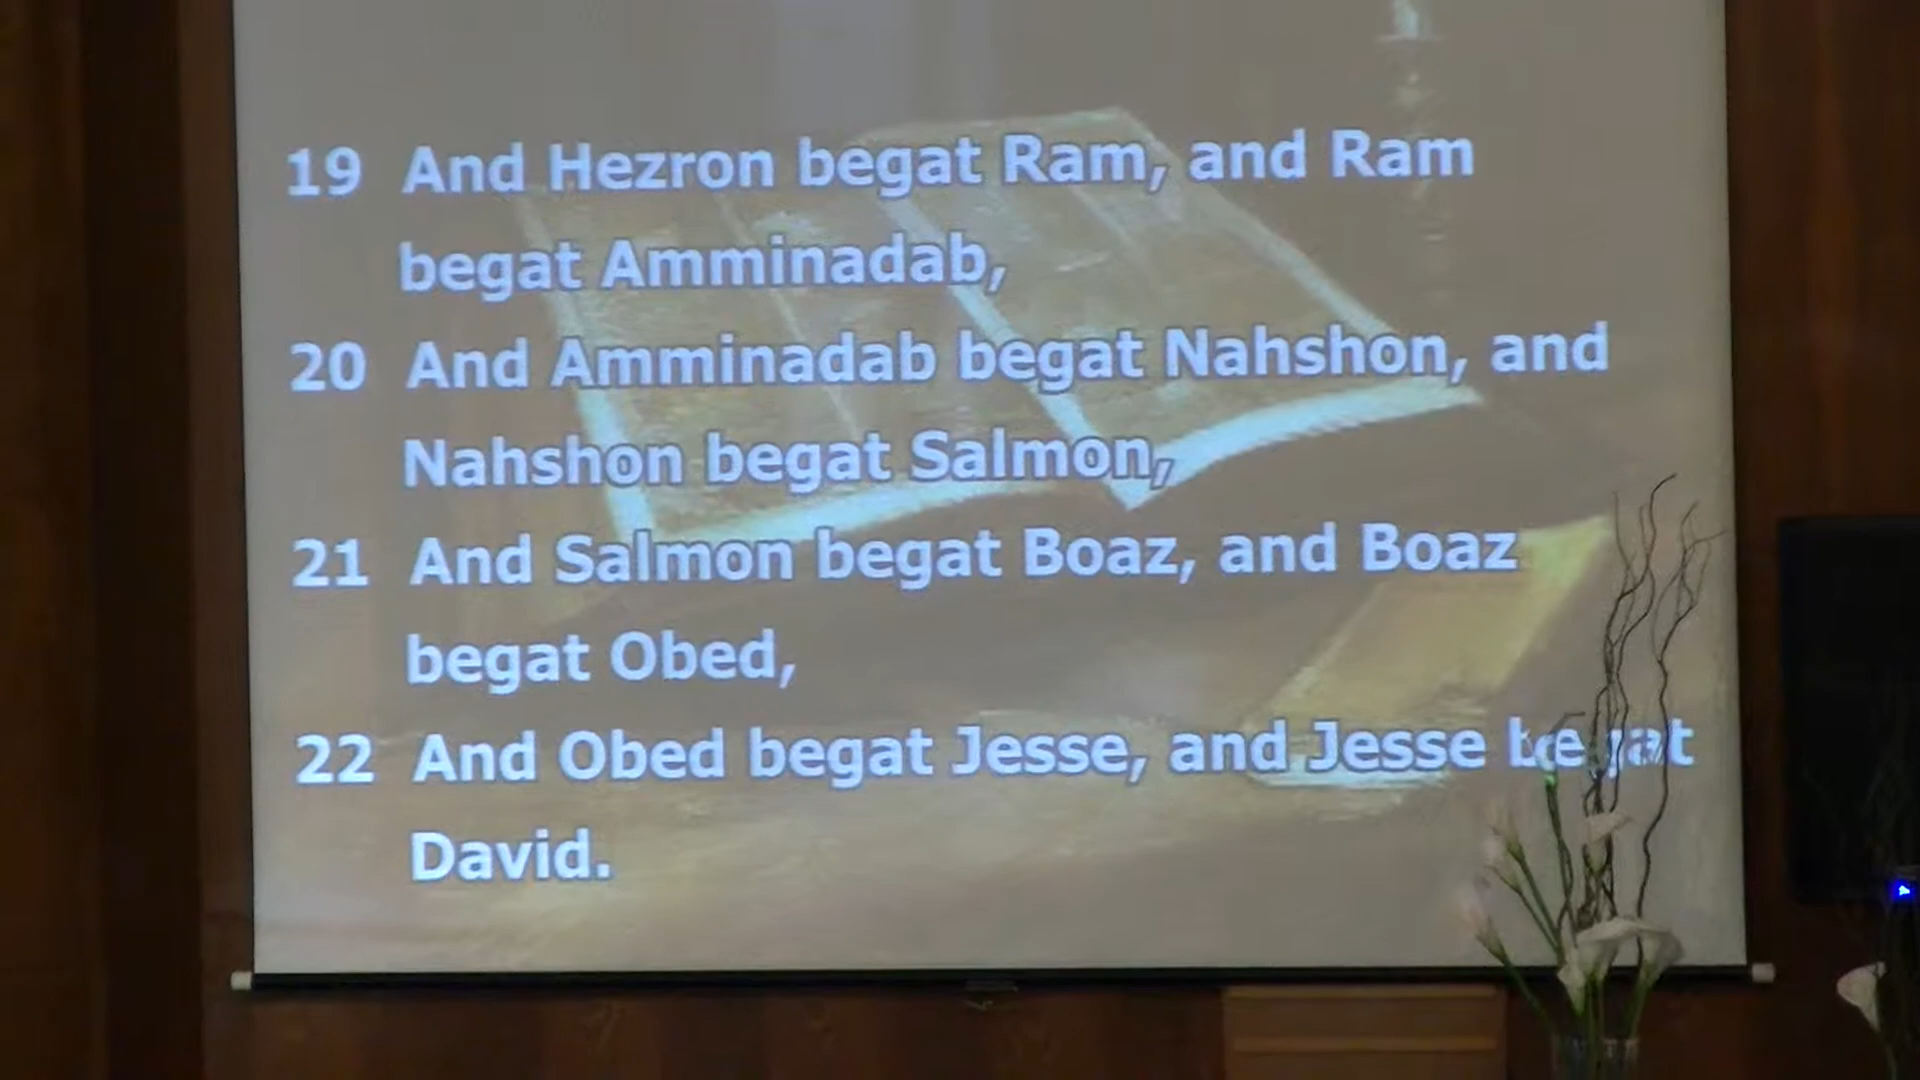 19 And Hezron begat Ram, and Ram
begat Amminadab,
20 And Amminadab begat Nahshon, and
Nahshon begat Salmon,
21 And Salmon begat Boaz, and Boaz
begat Obed,
22 And Obed begat Jesse, and Jesse begat
David.